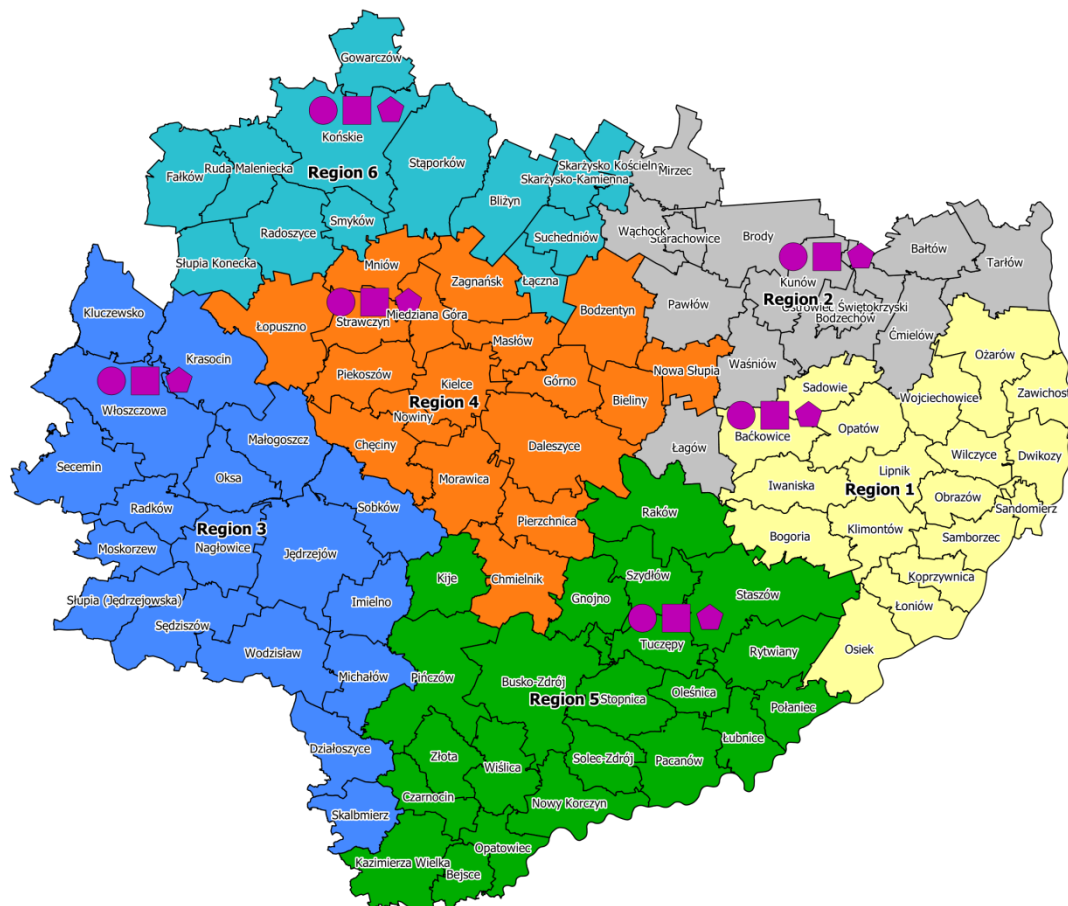 Gowarczów
Końskie
Stąporków
Ruda Maleniecka
Fałków
Region 6
Skarżysko Kościelne
Mirzec
Skarżysko-Kamienna
Bliżyn
Smyków
Radoszyce
Wąchock
Starachowice
Brody
Suchedniów
Bałtów
Tarłów
Słupia Konecka
Mniów
Zagnańsk
Łączna
Kunów
Region 2
Ostrowiec Świętokrzyski
Bodzechów
Bodzentyn
Pawłów
Kluczewsko
Łopuszno
Strawczyn
Miedziana Góra
Masłów
Ćmielów
Krasocin
Ożarów
Waśniów
Nowa Słupia
Piekoszów
Kielce
Górno
Bieliny
Sadowie
Wojciechowice
Zawichost
Włoszczowa
Region 4
Nowiny
Baćkowice
Opatów
Małogoszcz
Chęciny
Daleszyce
Łagów
Secemin
Oksa
Morawica
Iwaniska
Lipnik
Wilczyce
Dwikozy
Region 1
Obrazów
Sandomierz
Radków
Sobków
Region 3
Pierzchnica
Raków
Bogoria
Klimontów
Samborzec
Moskorzew
Nagłowice
Jędrzejów
Kije
Chmielnik
Szydłów
Gnojno
Staszów
Koprzywnica
Łoniów
Słupia (Jędrzejowska)
Imielno
Sędziszów
Tuczępy
Rytwiany
Osiek
Wodzisław
Michałów
Pińczów
Busko-Zdrój
Region 5
Stopnica
Oleśnica
Połaniec
Działoszyce
Złota
Wiślica
Solec-Zdrój
Pacanów
Łubnice
Czarnocin
Nowy Korczyn
Skalbmierz
Kazimierza Wielka
Opatowiec
Bejsce